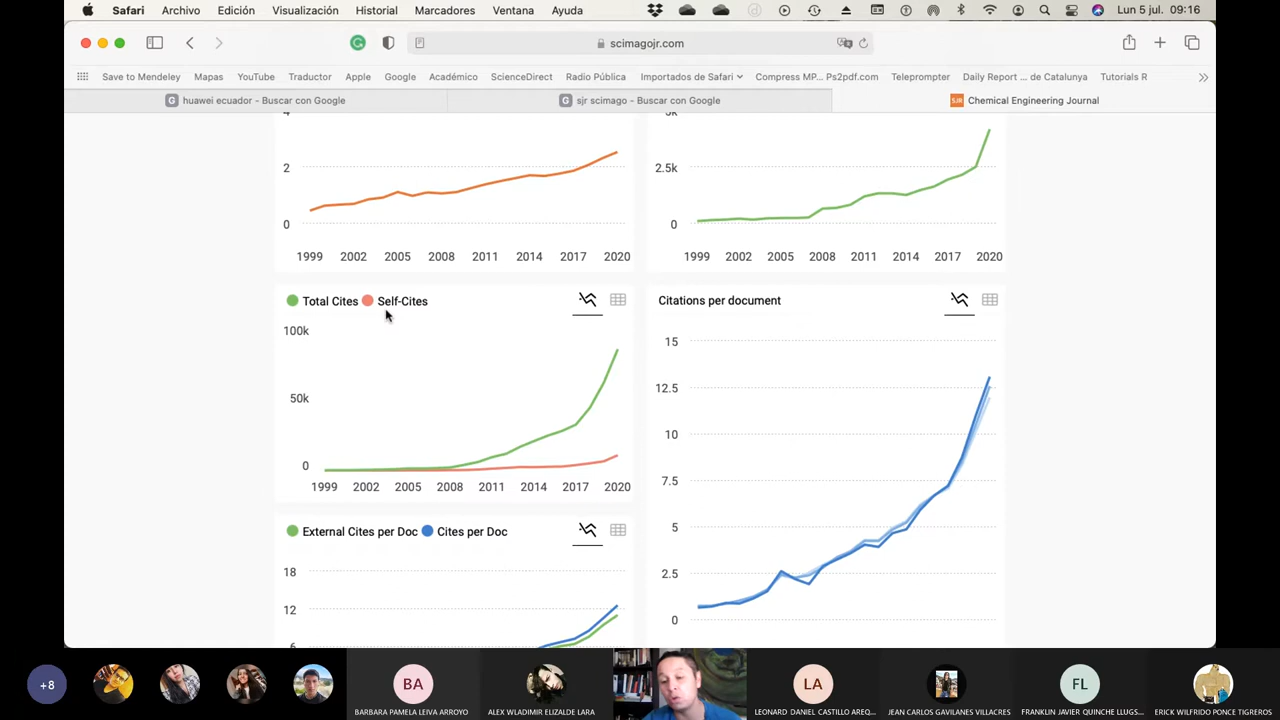 Safari Archivo Edición Visualización Historial Marcadores Ventana Ayuda Lun 5 jul. 09:16
scimagojr.com
Save to Mendeley Mapas YouTube Traductor Apple Google Académico ScienceDirect Radio Pública Importados de Safari Compress MP... Ps2pdf.com Teleprompter Daily Report ... de Catalunya Tutorials R
G huawei ecuador - Buscar con Google
G sjr scimago - Buscar con Google
SJR Chemical Engineering Journal
4
2
0
1999 2002 2005 2008 2011 2014 2017 2020
5k
2.5k
0
1999 2002 2005 2008 2011 2014 2020
Total Cites Self-Cites
100k
50k
0
1999 2002 2005 2008 2011 2014 2017 2020
Citations per document
15
12.5
10
7.5
5
2.5
0
External Cites per Doc Cites per Doc
18
12
6
+8
BA
BARBARA PAMELA LEIVA ARROYO
ALEX WLADIMIR ELIZALDE LARA
LA
LEONARD DANIEL CASTILLO AREQ...
JEAN CARLOS GAVILANES VILLACRES
FL
FRANKLIN JAVIER QUINCHE LLUGS...
ERICK WILFRIDO PONCE TIGREROS